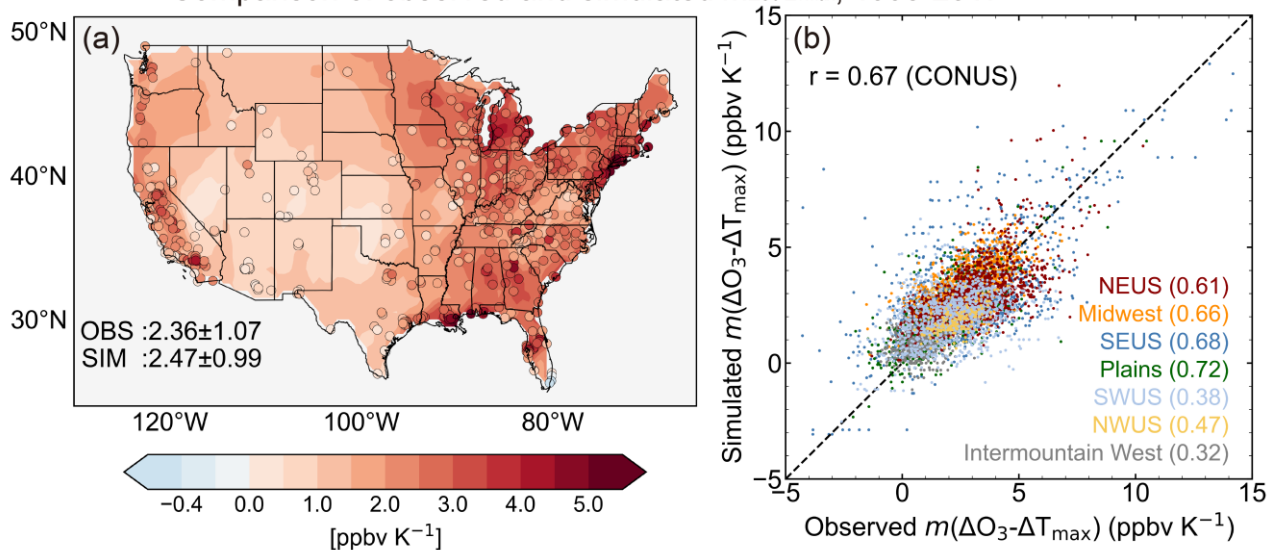 (a)
50°N
40°N
30°N
OBS :2.36±1.07
SIM :2.47±0.99
120°W 100°W 80°W
−0.4 0.0 1.0 2.0 3.0 4.0 5.0
[ppbv K⁻¹]
(b)
r = 0.67 (CONUS)
Simulated m(ΔO₃-ΔTmax) (ppbv K⁻¹)
15
10
5
0
−5
NEUS (0.61)
Midwest (0.66)
SEUS (0.68)
Plains (0.72)
SWUS (0.38)
NWUS (0.47)
Intermountain West (0.32)
−5 0 5 10 15
Observed m(ΔO₃-ΔTmax) (ppbv K⁻¹)